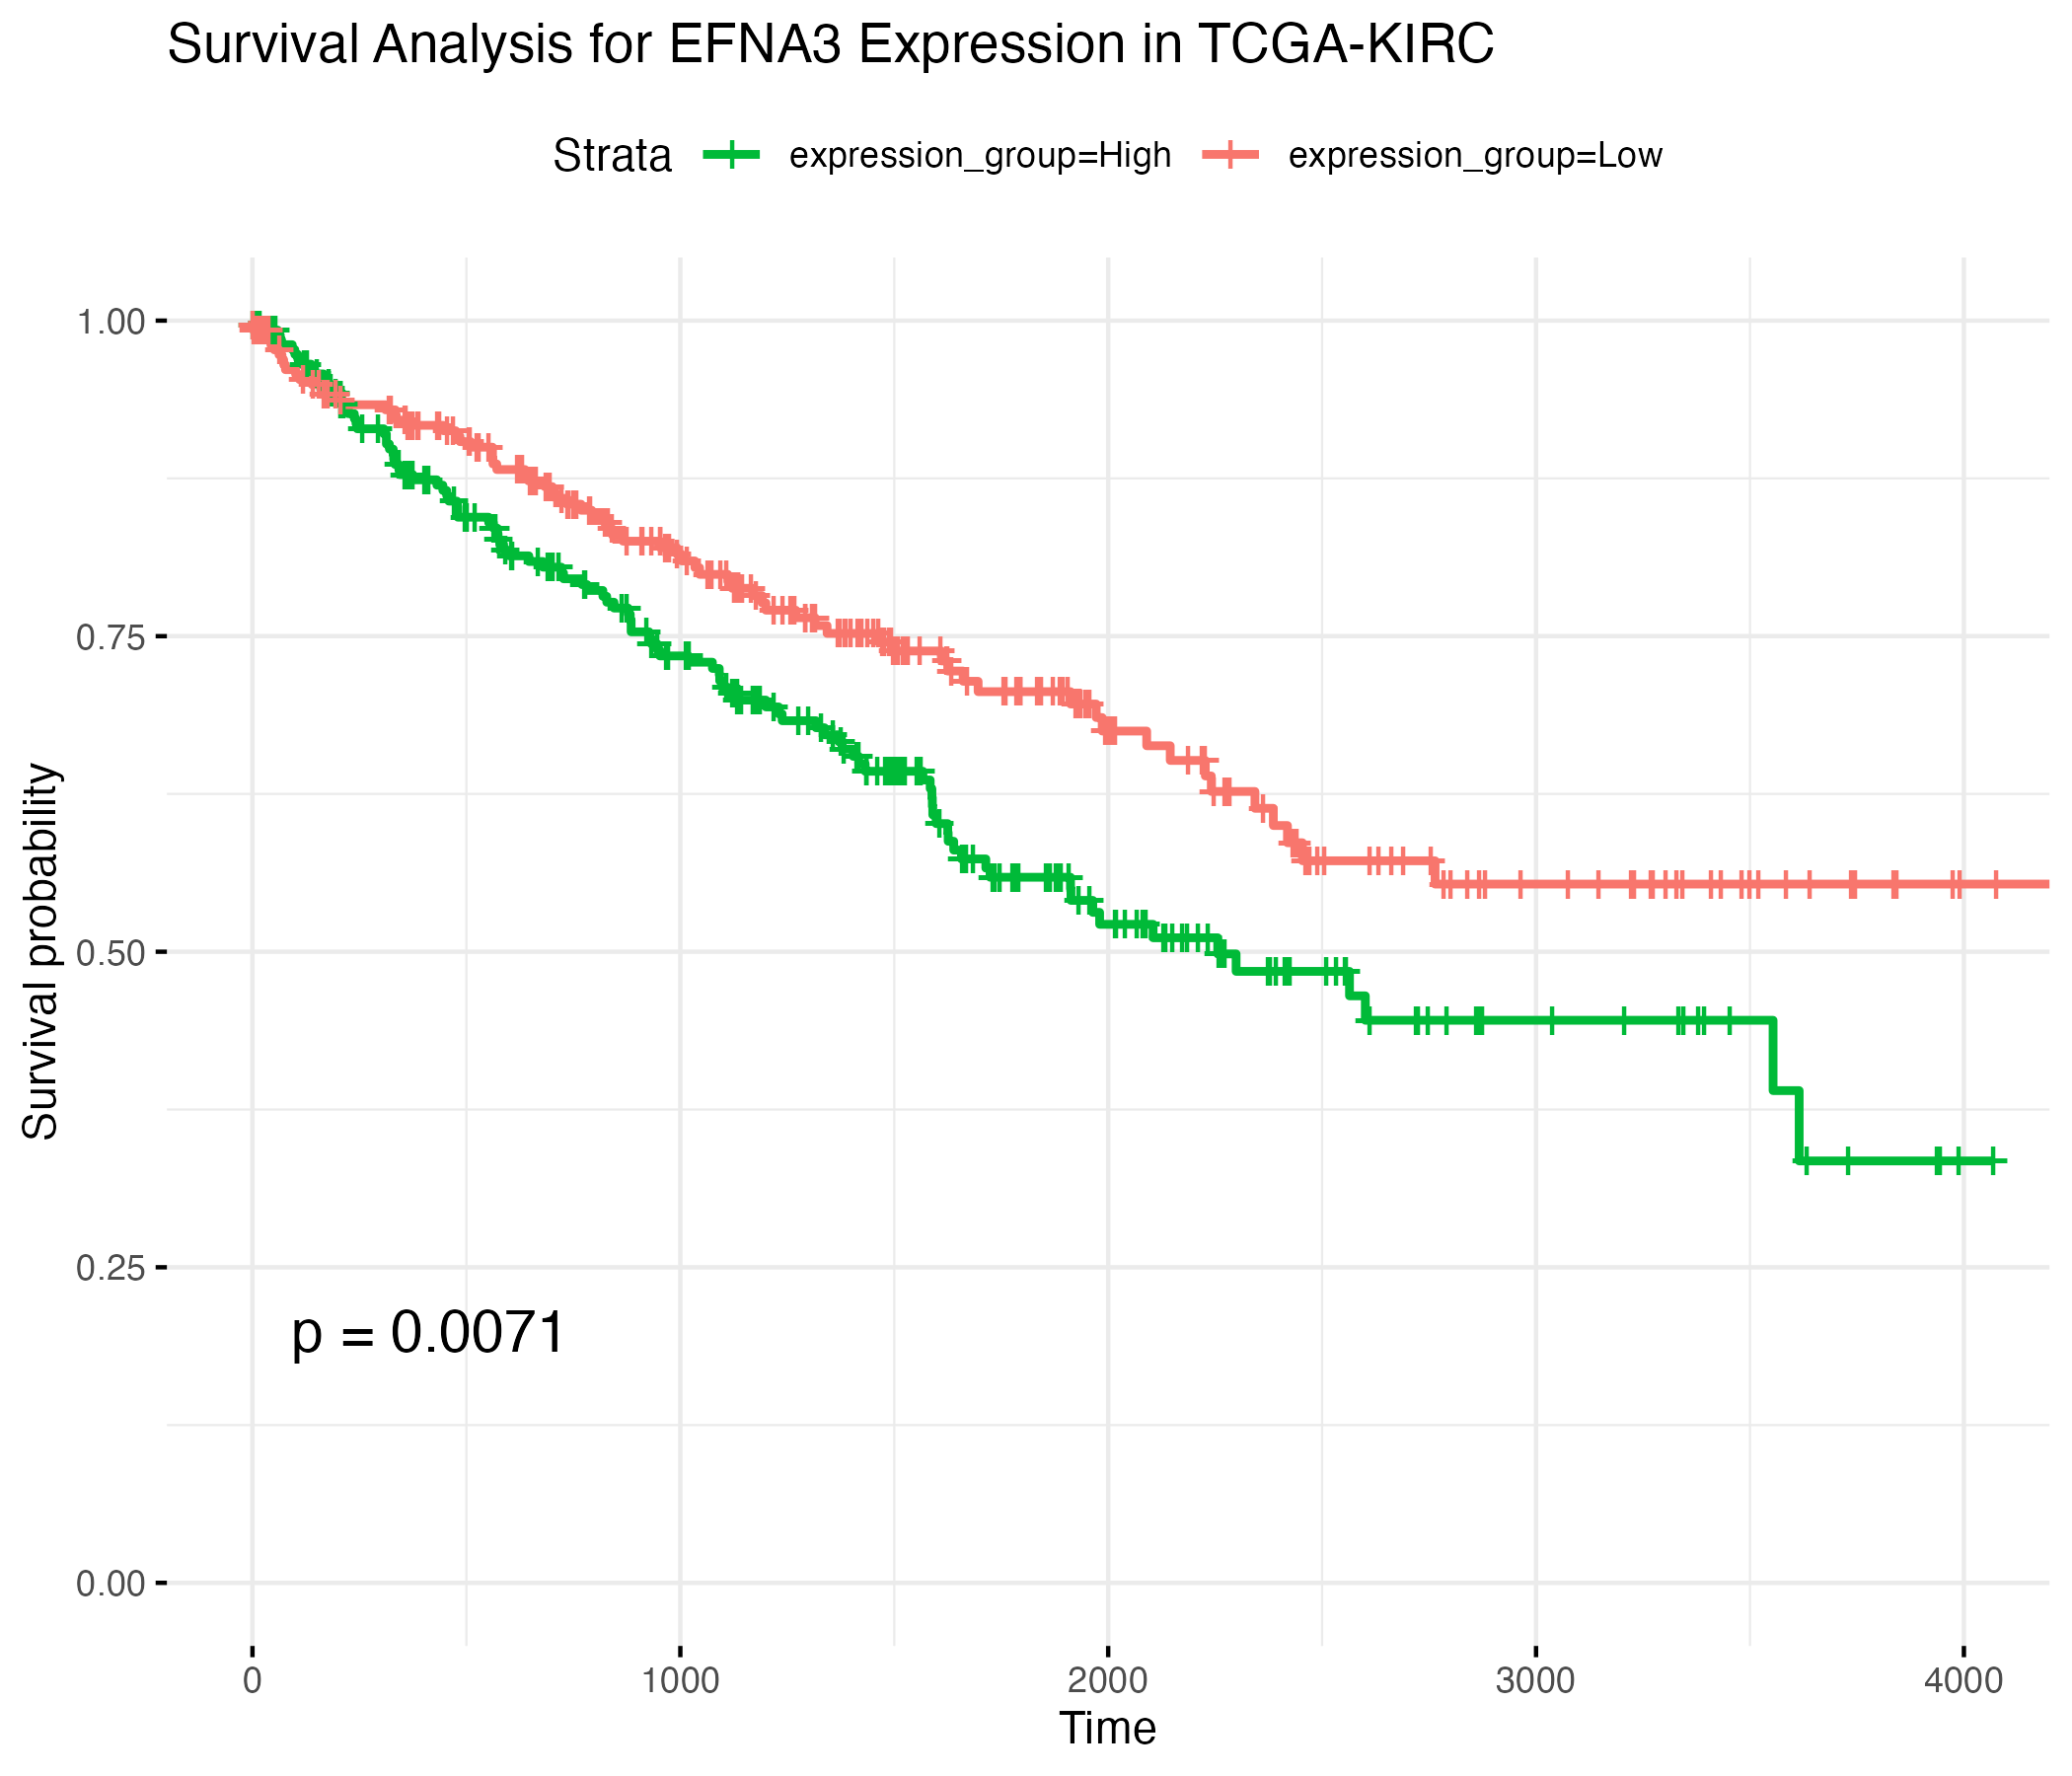 Survival Analysis for EFNA3 Expression in TCGA-KIRC
Strata expression_group=High expression_group=Low
1.00
0.75
0.50
0.25
0.00
Survival probability
p = 0.0071
0 1000 2000 3000 4000
Time